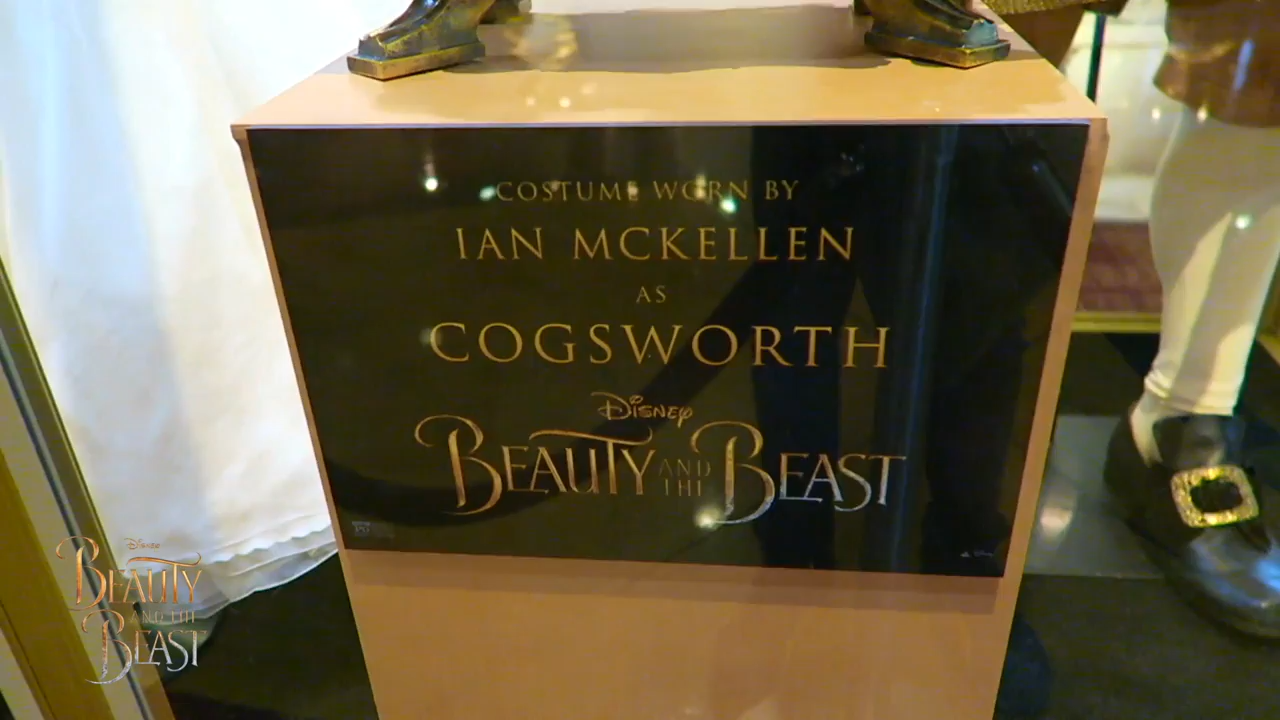 COSTUME WORN BY
IAN MCKELLEN
AS
COGSWORTH
DISNEY
BEAUTY AND THE BEAST
DISNEY
BEAUTY
AND THE
BEAST